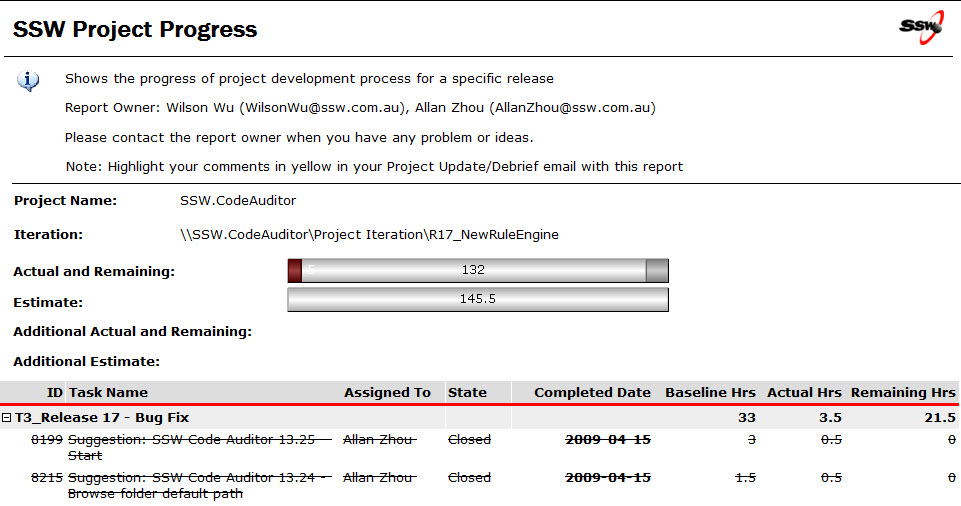 SSW Project Progress
SSW
Shows the progress of project development process for a specific release
Report Owner: Wilson Wu (WilsonWu@ssw.com.au), Allan Zhou (AllanZhou@ssw.com.au)
Please contact the report owner when you have any problem or ideas.
Note: Highlight your comments in yellow in your Project Update/Debrief email with this report
Project Name: SSW.CodeAuditor
Iteration: \\SSW.CodeAuditor\Project Iteration\R17_NewRuleEngine
Actual and Remaining: 5 132
Estimate: 145.5
Additional Actual and Remaining:
Additional Estimate:
ID Task Name Assigned To State Completed Date Baseline Hrs Actual Hrs Remaining Hrs
T3_Release 17 - Bug Fix 33 3.5 21.5
8199 Suggestion: SSW Code Auditor 13.25 Allan Zhou Closed 2009-04-15 3 0.5 0
Start
8215 Suggestion: SSW Code Auditor 13.24 - Allan Zhou Closed 2009-04-15 1.5 0.5 0
Browse folder default path